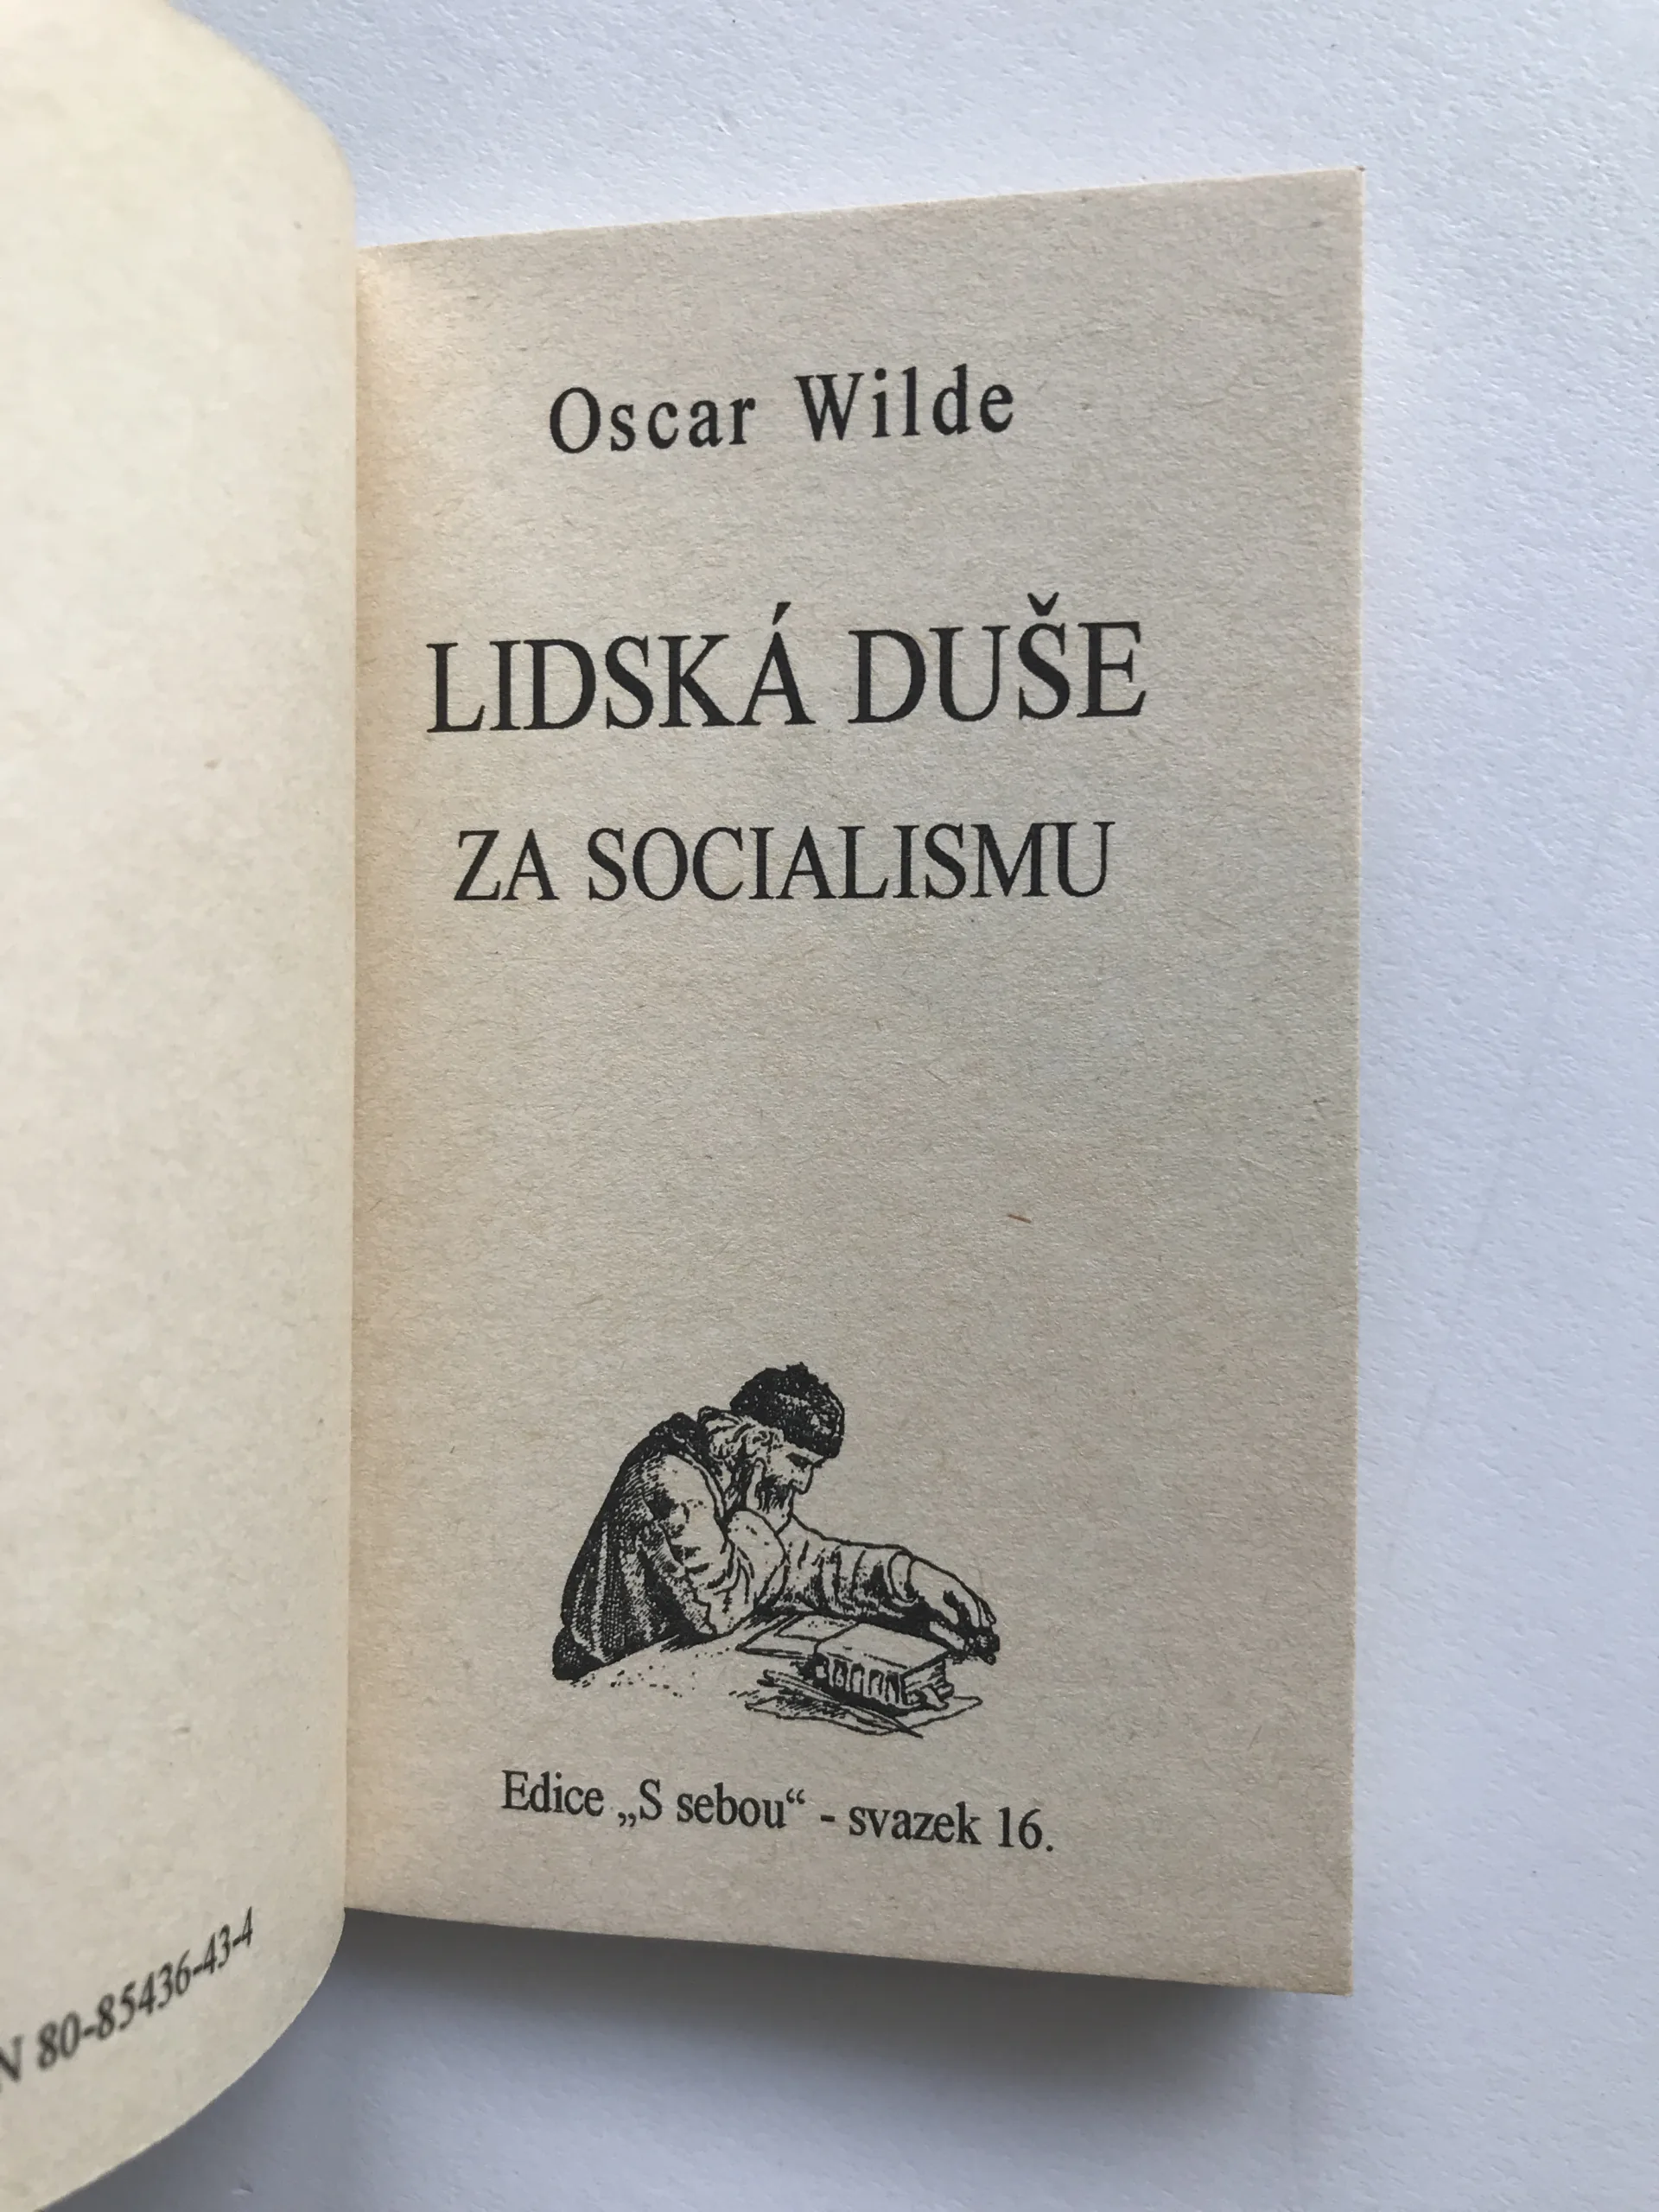 Oscar Wilde
LIDSKÁ DUŠE
ZA SOCIALISMU
Edice „S sebou“ - svazek 16.
N 80-85436-43-4